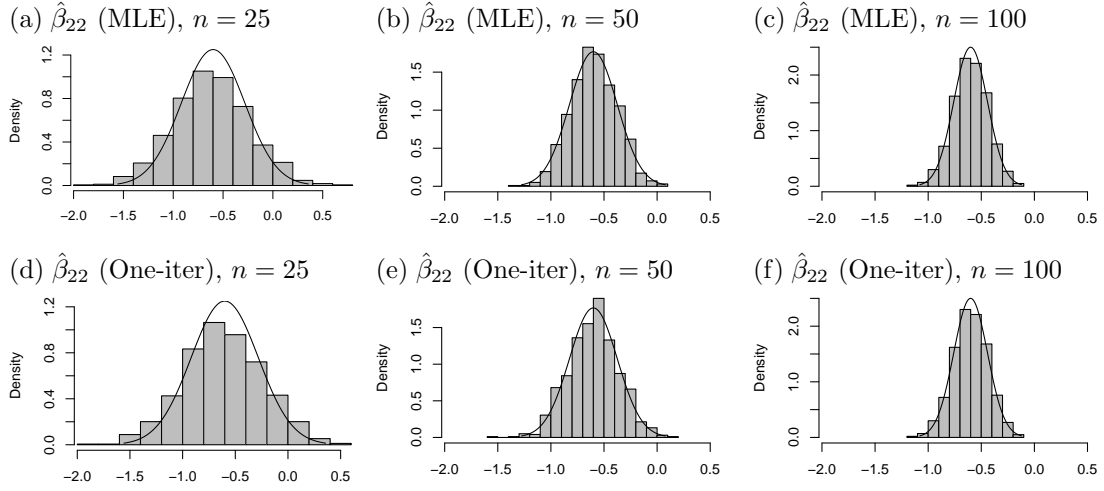 (a) β̂₂₂ (MLE), n = 25
Density
0.0 0.4 0.8 1.2
−2.0 −1.5 −1.0 −0.5 0.0 0.5
(b) β̂₂₂ (MLE), n = 50
Density
0.0 0.5 1.0 1.5
−2.0 −1.5 −1.0 −0.5 0.0 0.5
(c) β̂₂₂ (MLE), n = 100
Density
0.0 1.0 2.0
−2.0 −1.5 −1.0 −0.5 0.0 0.5
(d) β̂₂₂ (One-iter), n = 25
Density
0.0 0.4 0.8 1.2
−2.0 −1.5 −1.0 −0.5 0.0 0.5
(e) β̂₂₂ (One-iter), n = 50
Density
0.0 0.5 1.0 1.5
−2.0 −1.5 −1.0 −0.5 0.0 0.5
(f) β̂₂₂ (One-iter), n = 100
Density
0.0 1.0 2.0
−2.0 −1.5 −1.0 −0.5 0.0 0.5